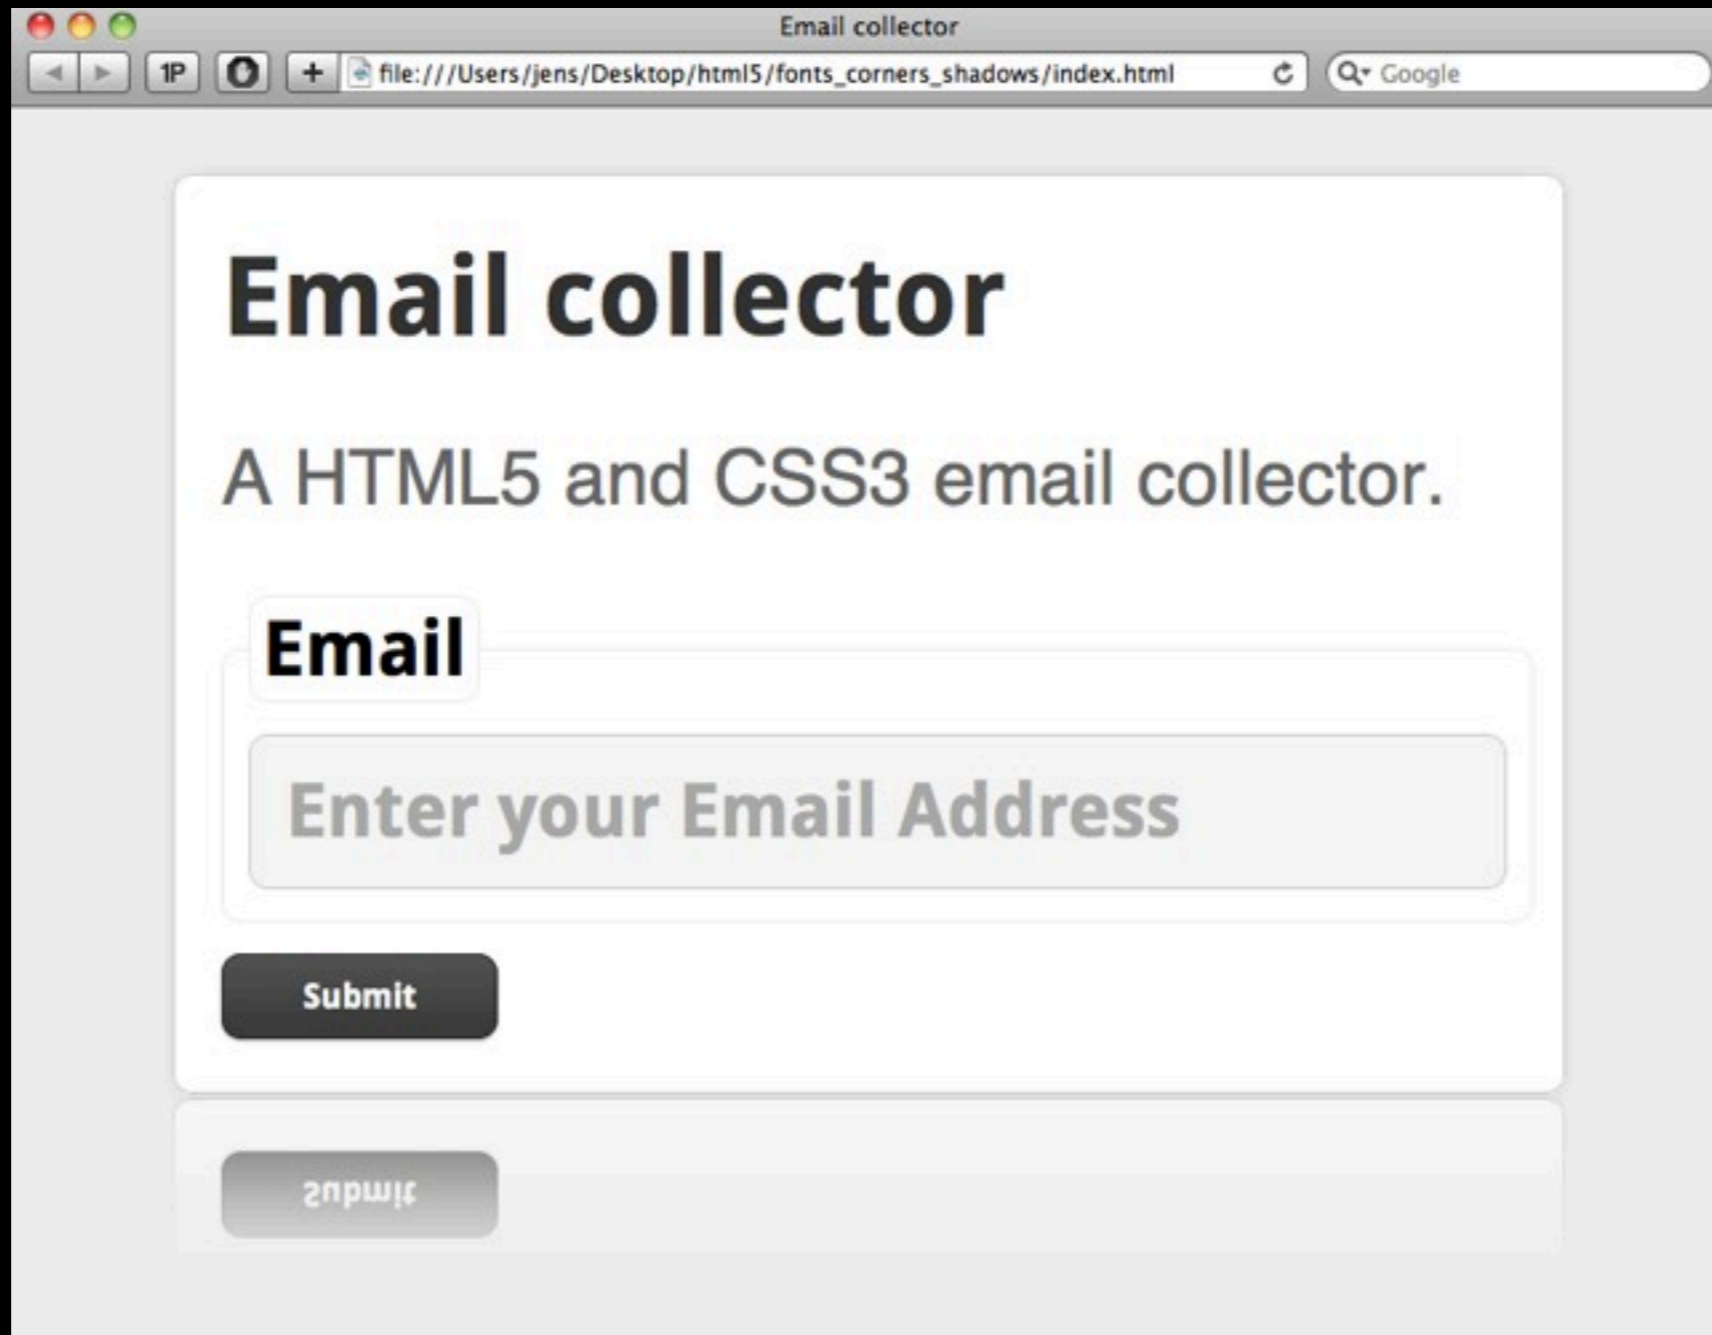 Email collector
1P + file:///Users/jens/Desktop/html5/fonts_corners_shadows/index.html Google
Email collector
A HTML5 and CSS3 email collector.
Email
Enter your Email Address
Submit
Submit